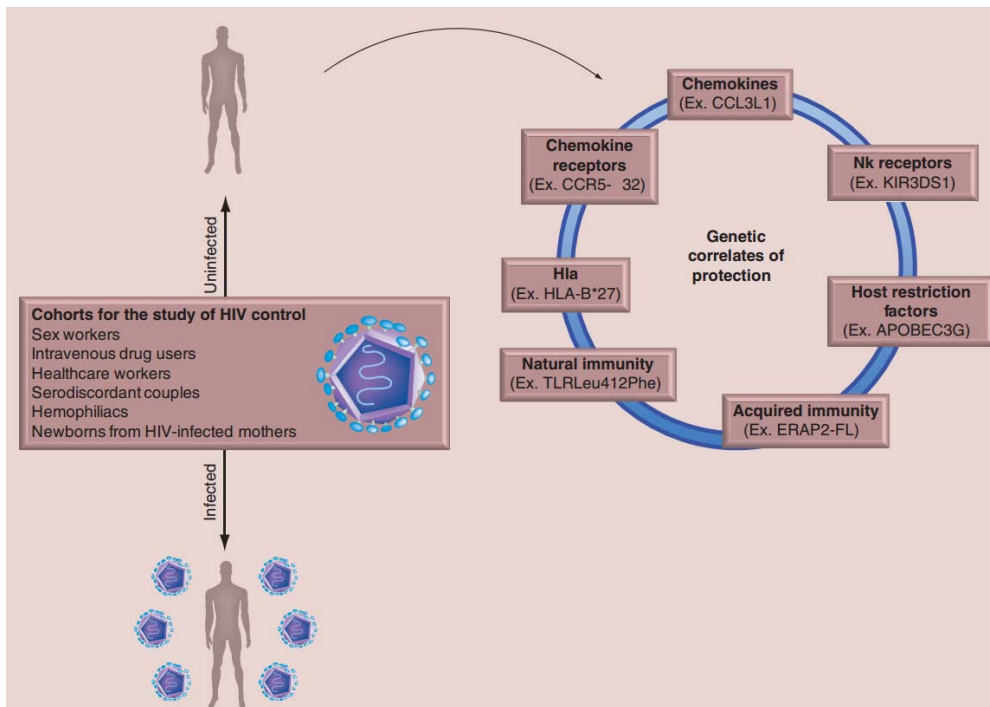 Uninfected
Cohorts for the study of HIV control
Sex workers
Intravenous drug users
Healthcare workers
Serodiscordant couples
Hemophiliacs
Newborns from HIV-infected mothers
Infected
Chemokines
(Ex. CCL3L1)
Chemokine
receptors
(Ex. CCR5- 32)
Nk receptors
(Ex. KIR3DS1)
Genetic
correlates of
protection
Hla
(Ex. HLA-B*27)
Host restriction
factors
(Ex. APOBEC3G)
Natural immunity
(Ex. TLRLeu412Phe)
Acquired immunity
(Ex. ERAP2-FL)